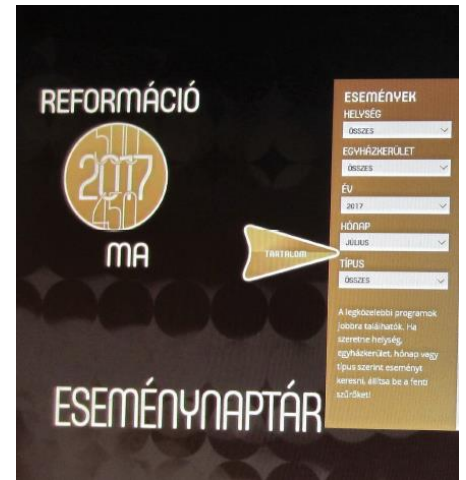 REFORMÁCIÓ
2017
MA
TARTALOM
ESEMÉNYNAPTÁR
ESEMÉNYEK
HELYSÉG
ÖSSZES
EGYHÁZKERÜLET
ÖSSZES
ÉV
2017
HÓNAP
JÚLIUS
TÍPUS
ÖSSZES
A legközelebbi programok
jobbra találhatók. Ha
szeretne helység,
egyházkerület, hónap vagy
típus szerint eseményt
keresni, állítsa be a fenti
szűrőket!